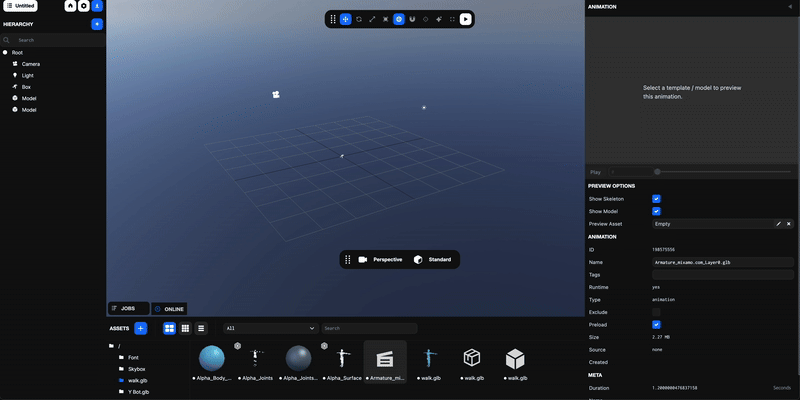 Untitled
HIERARCHY
Search
Root
Camera
Light
Box
Model
Model
Perspective
Standard
JOBS
ONLINE
ASSETS
All
Search
/
Font
Skybox
walk.glb
Y Bot.glb
Alpha_Body_...
Alpha_Joints
Alpha_Joints...
Alpha_Surface
Armature_mi...
walk.glb
walk.glb
walk.glb
ANIMATION
Select a template / model to preview
this animation.
Play
PREVIEW OPTIONS
Show Skeleton
Show Model
Preview Asset Empty
ANIMATION
ID 198575556
Name Armature_mixamo.com_Layer0.glb
Tags
Runtime yes
Type animation
Exclude
Preload
Size 2.27 MB
Source none
Created
META
Duration 1.2000000476837158 Seconds